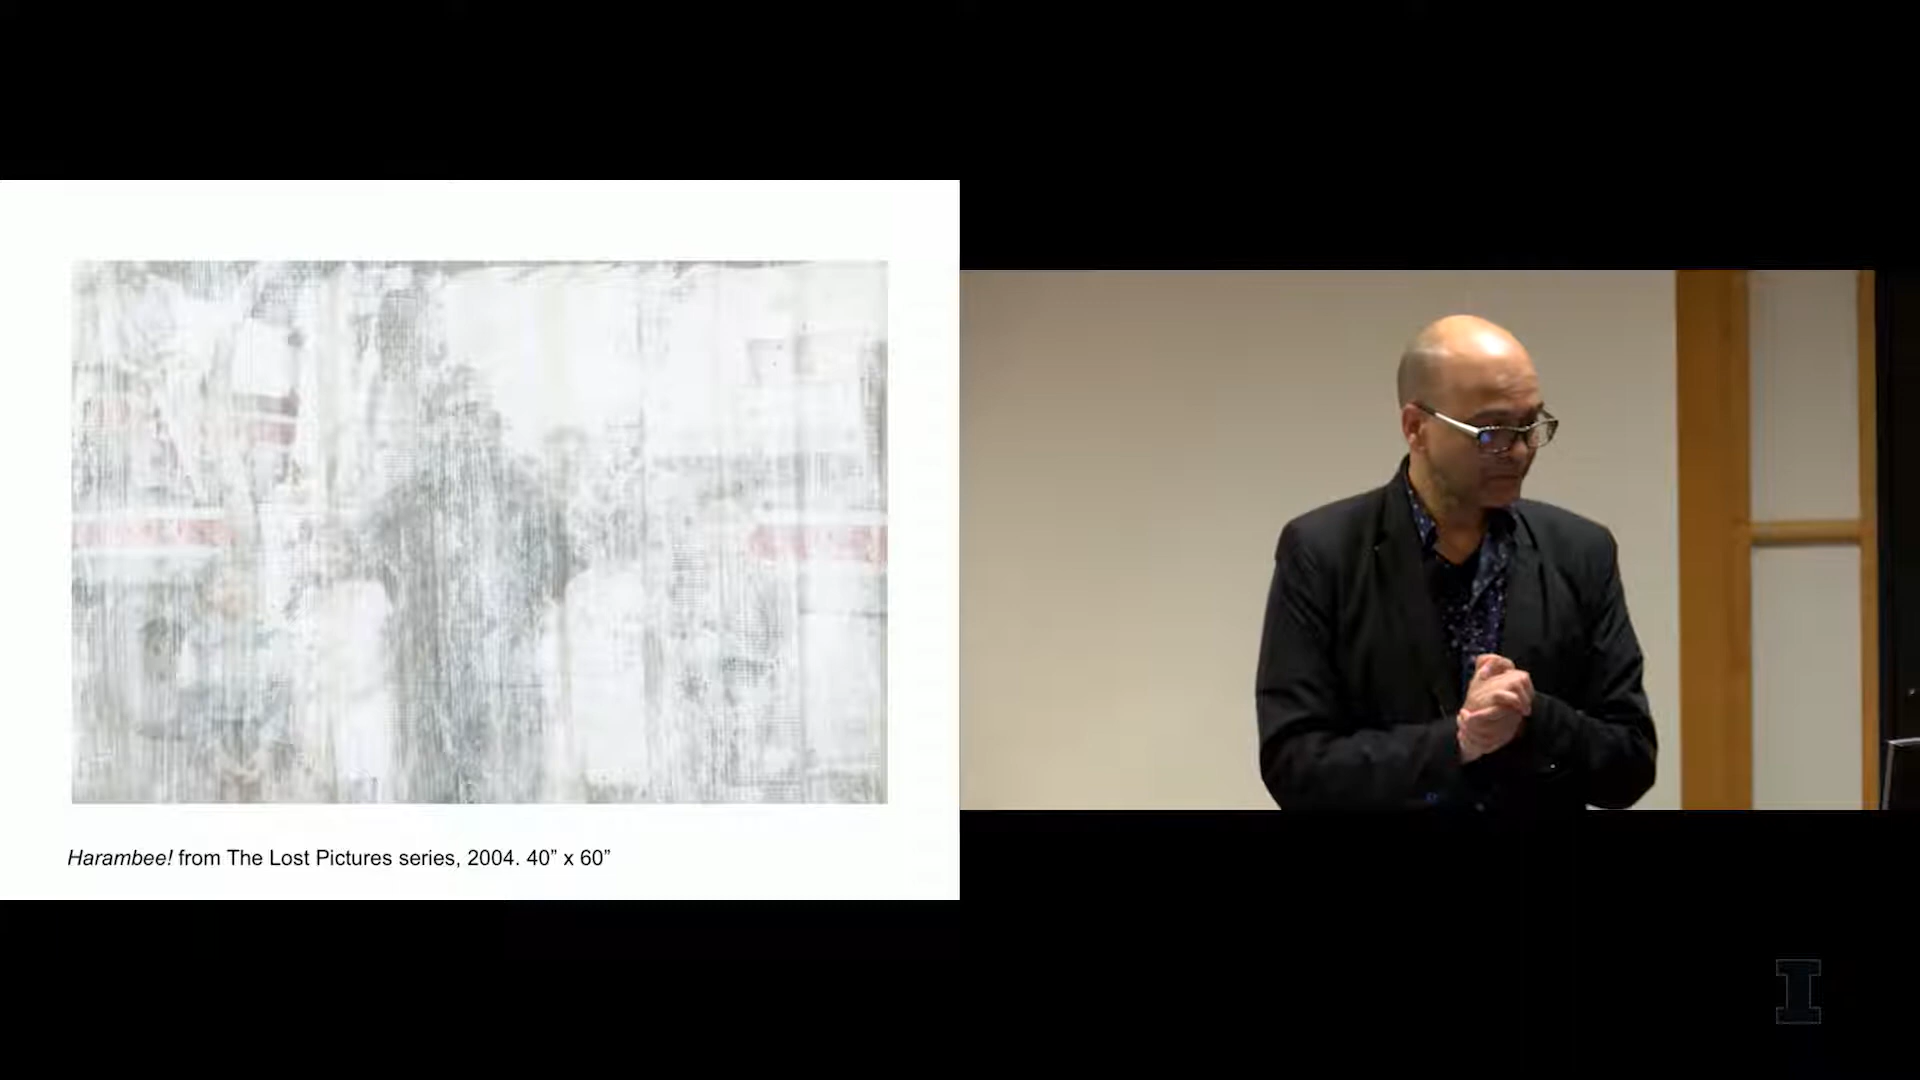 Harambee! from The Lost Pictures series, 2004. 40” x 60”
I